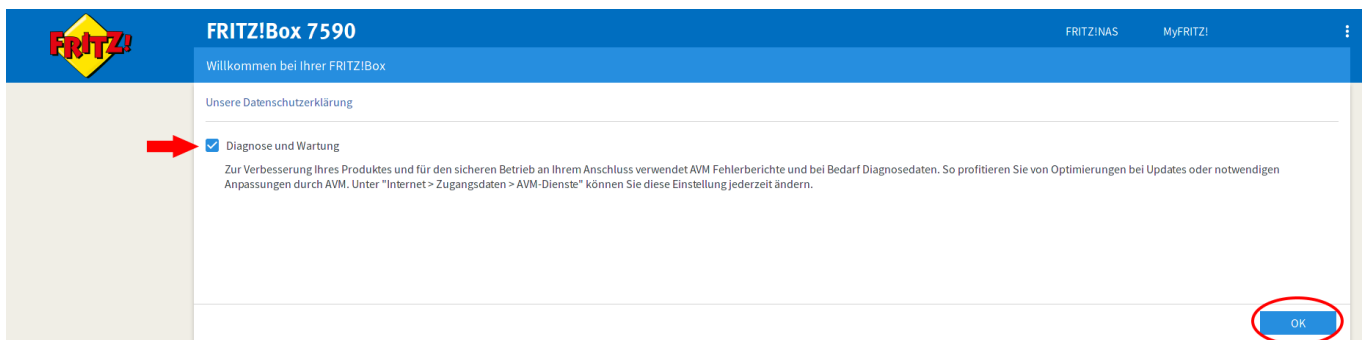 FRITZ!
FRITZ!Box 7590
FRITZ!NAS
MyFRITZ!
Willkommen bei Ihrer FRITZ!Box
Unsere Datenschutzerklärung
Diagnose und Wartung
Zur Verbesserung Ihres Produktes und für den sicheren Betrieb an Ihrem Anschluss verwendet AVM Fehlerberichte und bei Bedarf Diagnosedaten. So profitieren Sie von Optimierungen bei Updates oder notwendigen
Anpassungen durch AVM. Unter "Internet > Zugangsdaten > AVM-Dienste" können Sie diese Einstellung jederzeit ändern.
OK